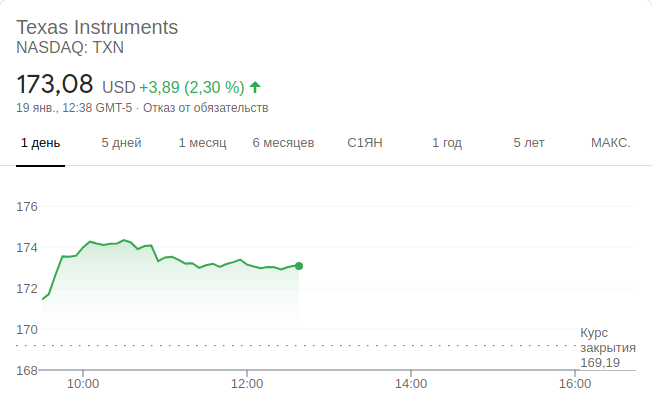 Texas Instruments
NASDAQ: TXN
173,08 USD +3,89 (2,30 %)
19 янв., 12:38 GMT-5 · Отказ от обязательств
1 день 5 дней 1 месяц 6 месяцев С1ЯН 1 год 5 лет МАКС.
176
174
172
170
Курс
закрытия
169,19
168
10:00 12:00 14:00 16:00